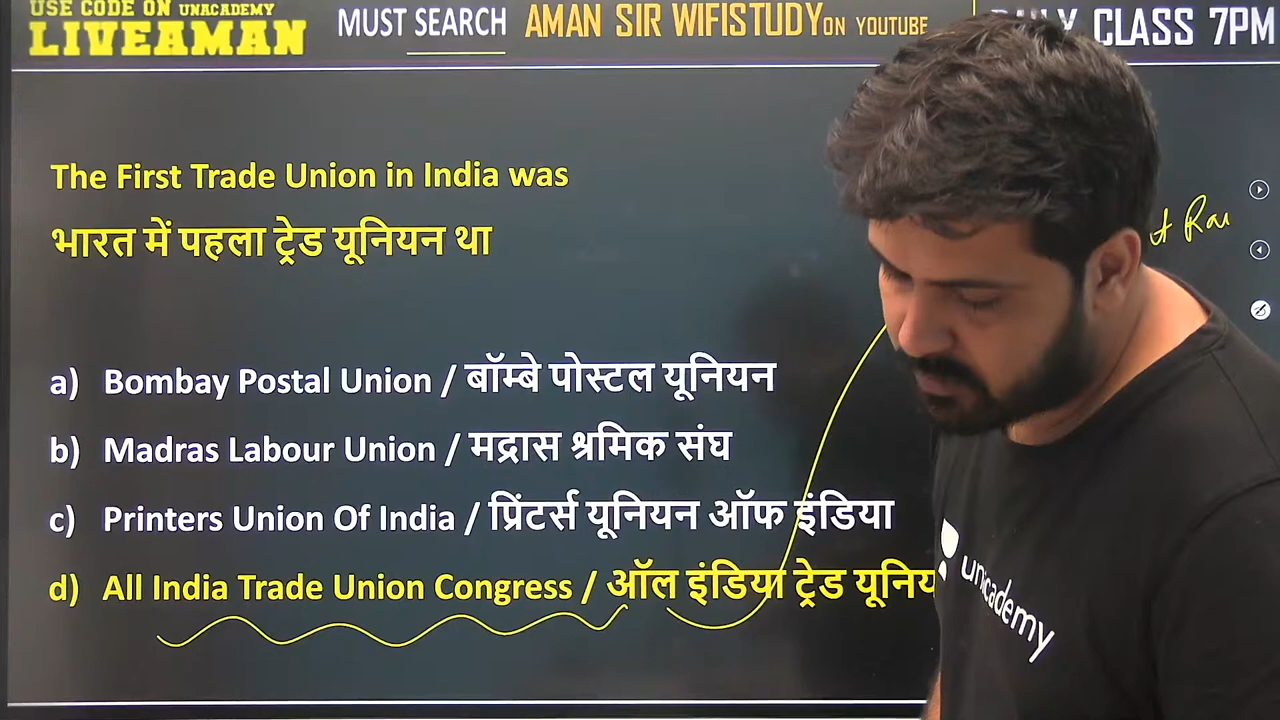 USE CODE ON UNACADEMY
LIVEAMAN
MUST SEARCH AMAN SIR WIFISTUDY ON YOUTUBE
CLASS 7PM
The First Trade Union in India was
भारत में पहला ट्रेड यूनियन था
a) Bombay Postal Union / बॉम्बे पोस्टल यूनियन
b) Madras Labour Union / मद्रास श्रमिक संघ
c) Printers Union Of India / प्रिंटर्स यूनियन ऑफ इंडिया
d) All India Trade Union Congress / ऑल इंडिया ट्रेड
unacademy